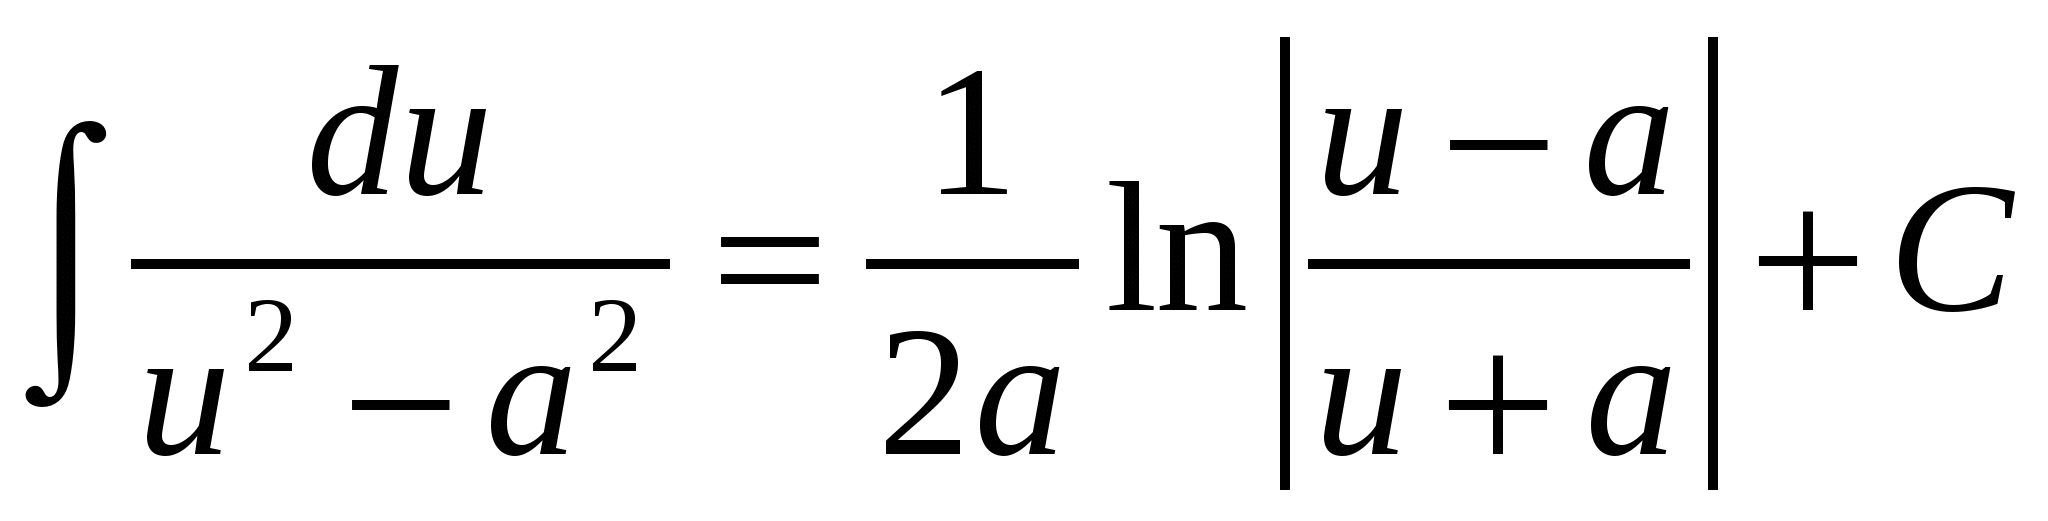 ∫ du/(u² − a²) = 1/(2a) ln |(u − a)/(u + a)| + C